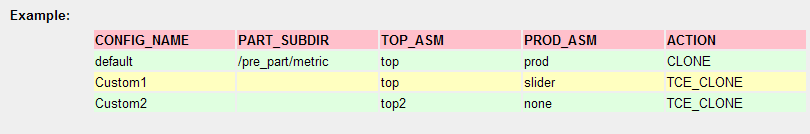 Example:
CONFIG_NAME PART_SUBDIR TOP_ASM PROD_ASM ACTION
default /pre_part/metric top prod CLONE
Custom1 top slider TCE_CLONE
Custom2 top2 none TCE_CLONE